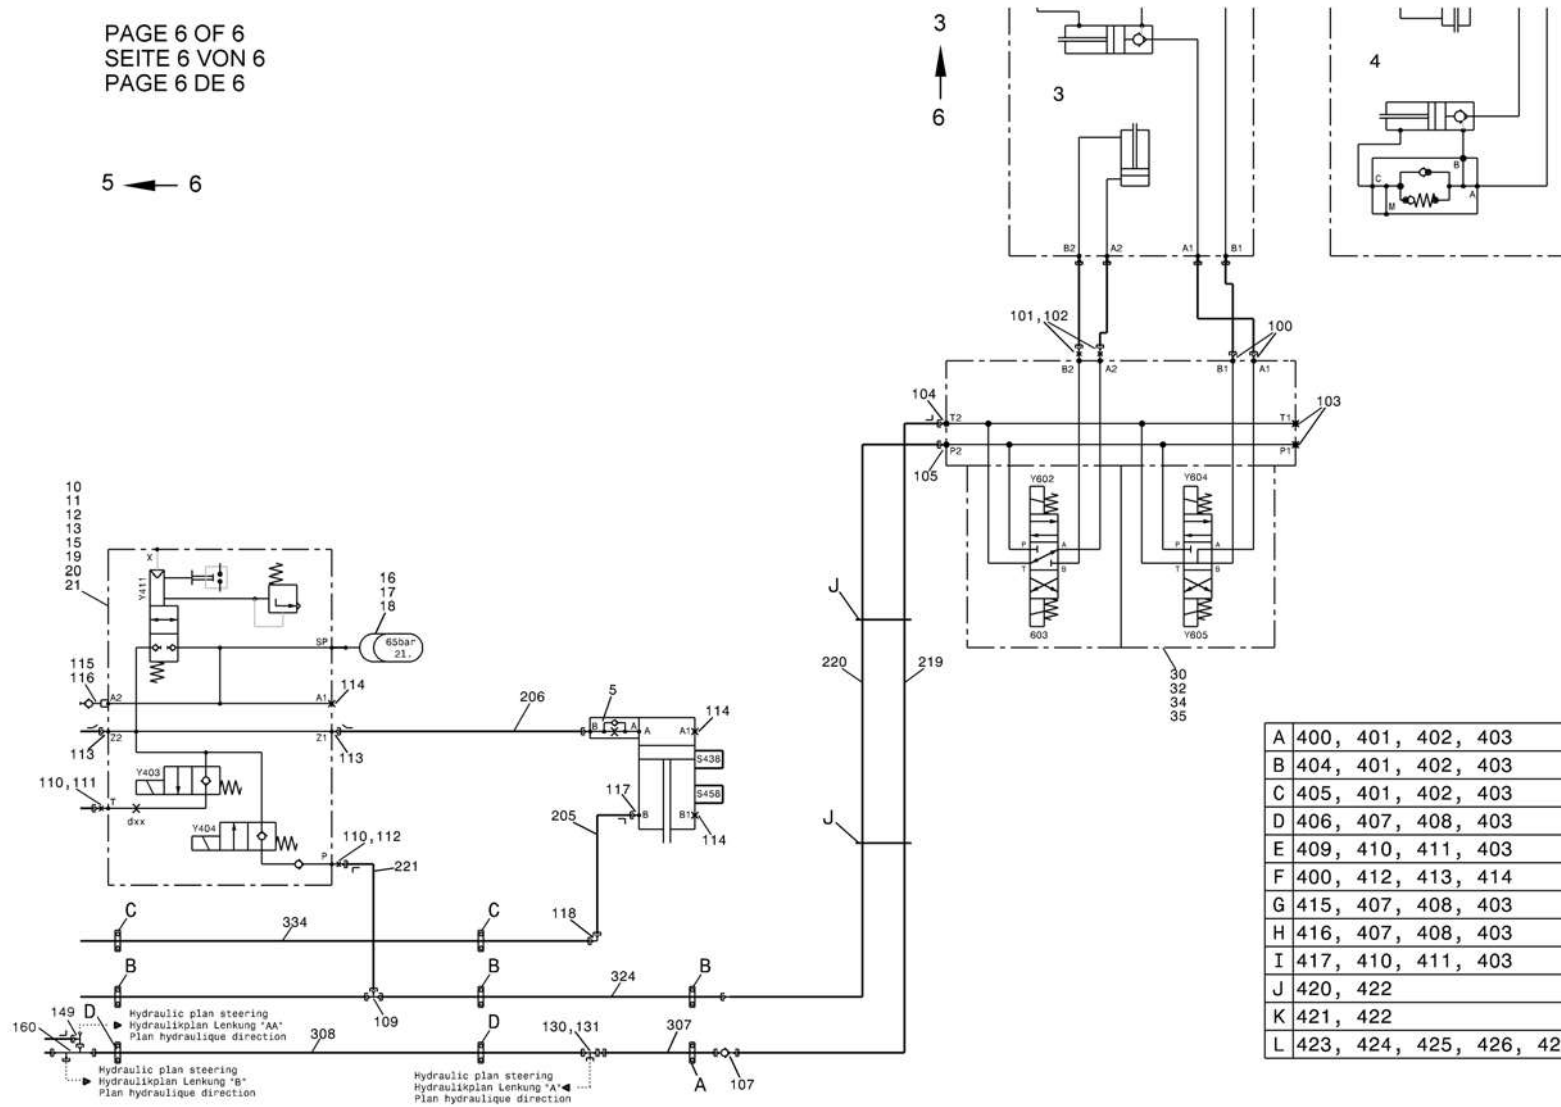 PAGE 6 OF 6
SEITE 6 VON 6
PAGE 6 DE 6
5 6
3
6
3
4
B
C
A
M
B2 A2 A1 B1
101,102
100
B2 A2 B1 A1
104
T2 T1
103
P2 P1
105
Y602 Y604
P A P A
T B T B
603 Y605
30
32
34
35
10
11
12
13
15
19
20
21
X
Y411
16
17
18
SP
65bar
21.
115
116
A2 A1
114
Z2 Z1
113 113
206
5
B A A A1
114
S438
S458
117
B B1
114
205
110,111
T
Y403
dxx
Y404
P
110,112
221
J
J
220 219
C 334 C 118
B B 324 B
109
149 D
Hydraulic plan steering
Hydraulikplan Lenkung "AA"
Plan hydraulique direction
160
308 D 130,131 307
A 107
Hydraulic plan steering
Hydraulikplan Lenkung "B"
Plan hydraulique direction
Hydraulic plan steering
Hydraulikplan Lenkung "A"
Plan hydraulique direction
A 400, 401, 402, 403
B 404, 401, 402, 403
C 405, 401, 402, 403
D 406, 407, 408, 403
E 409, 410, 411, 403
F 400, 412, 413, 414
G 415, 407, 408, 403
H 416, 407, 408, 403
I 417, 410, 411, 403
J 420, 422
K 421, 422
L 423, 424, 425, 426, 42